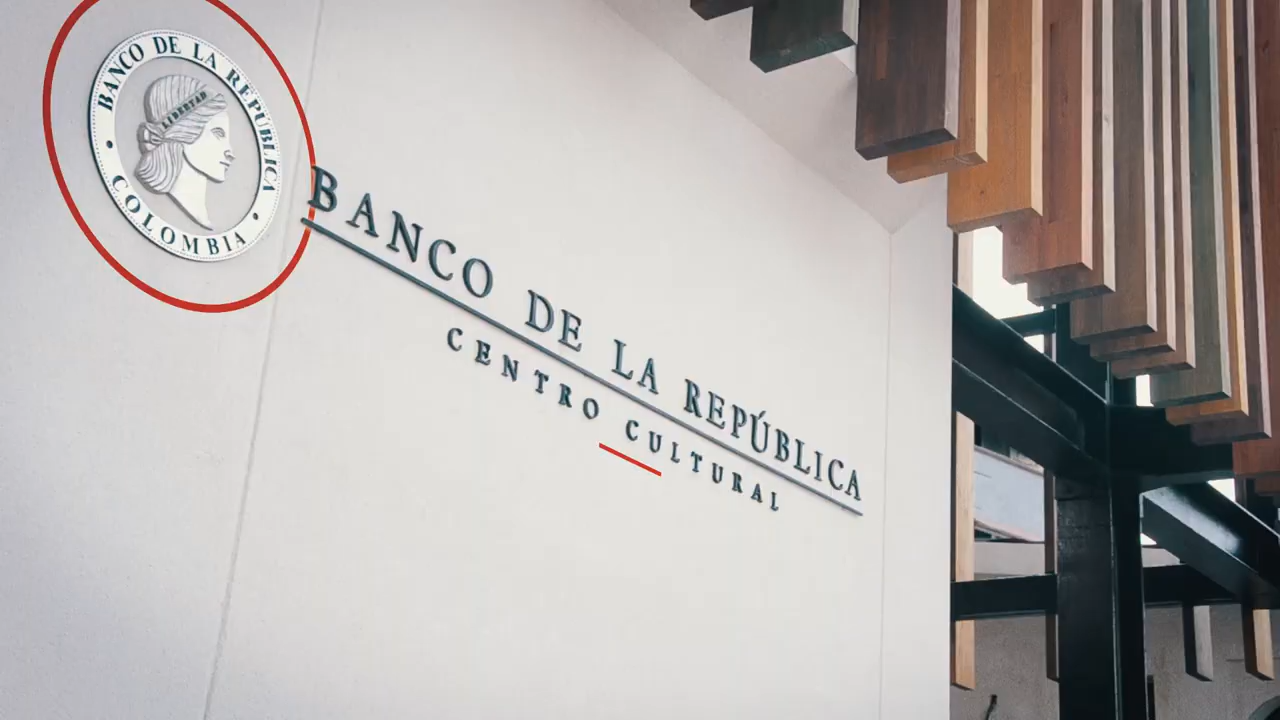 BANCO DE LA REPÚBLICA
LIBERTAD
COLOMBIA
BANCO DE LA REPÚBLICA
CENTRO CULTURAL